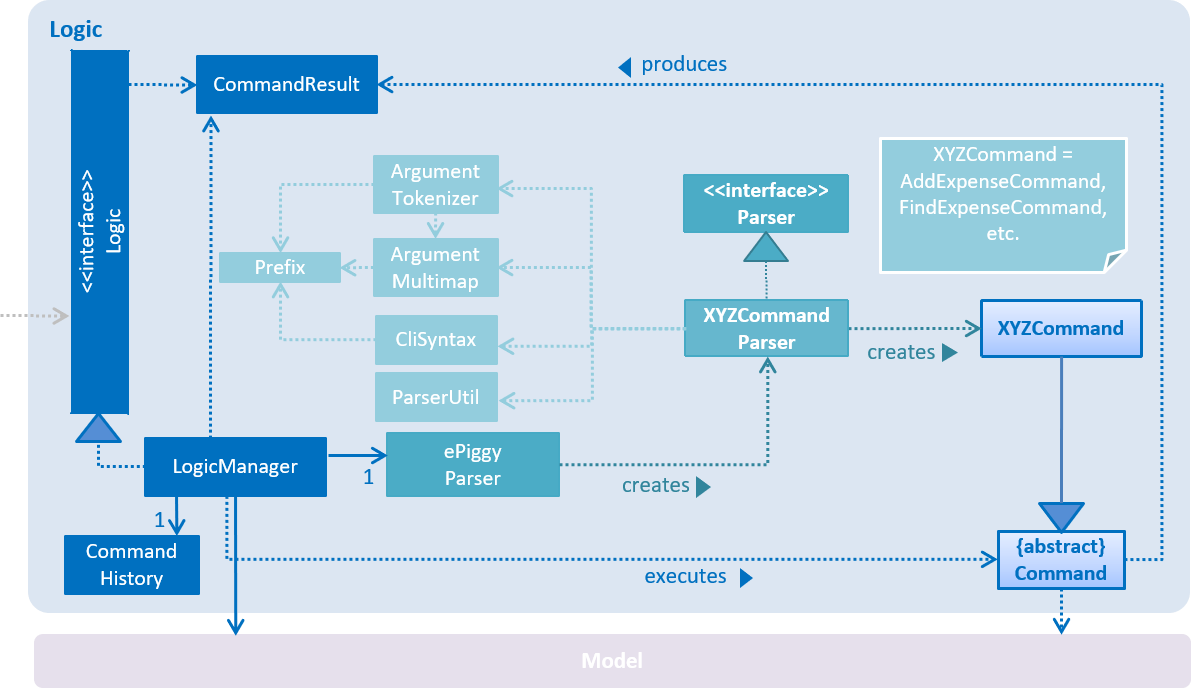 Logic
<<interface>>
Logic
CommandResult
produces
Argument
Tokenizer
<<interface>>
Parser
XYZCommand =
AddExpenseCommand,
FindExpenseCommand,
etc.
Prefix
Argument
Multimap
CliSyntax
XYZCommand
Parser
creates
XYZCommand
ParserUtil
LogicManager
1
ePiggy
Parser
creates
1
Command
History
executes
{abstract}
Command
Model